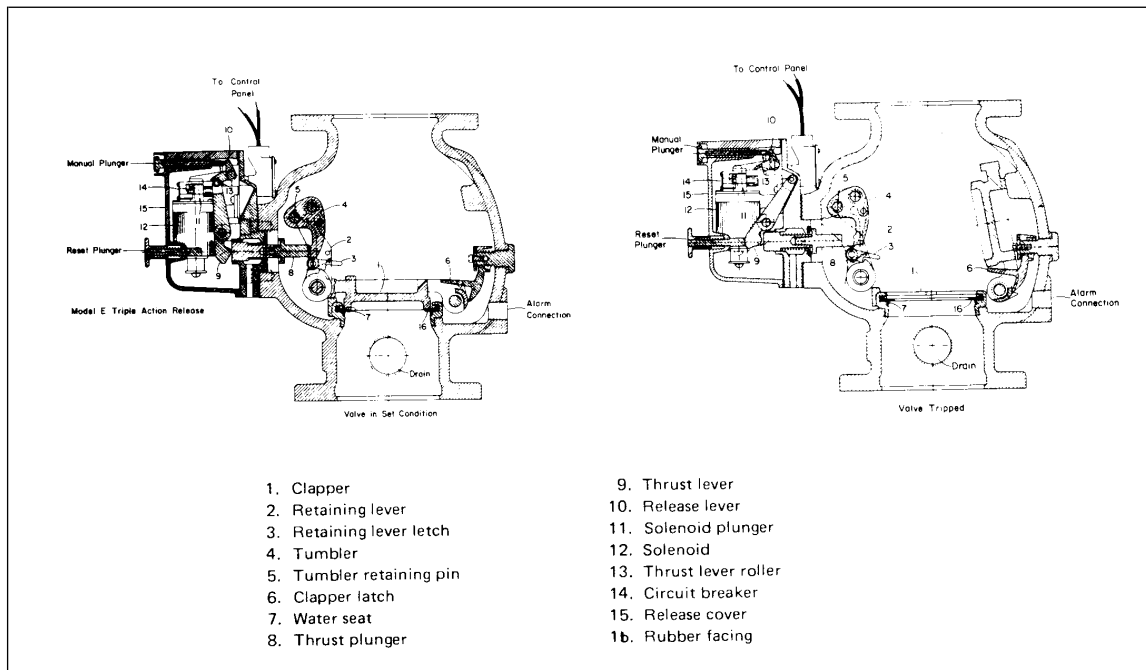 To Control
Panel
10
Manual Plunger
14
13
15
12
11
Reset Plunger
9
5
4
2
3
8
1
6
7
16
Model E Triple Action Release
Alarm
Connection
Drain
Valve in Set Condition
To Control Panel
10
Manual
Plunger
14
13
15
12
11
Reset
Plunger
9
5
4
2
3
8
1.
6
7
16
Alarm
Connection
Drain
Valve Tripped
1. Clapper
2. Retaining lever
3. Retaining lever letch
4. Tumbler
5. Tumbler retaining pin
6. Clapper latch
7. Water seat
8. Thrust plunger
9. Thrust lever
10. Release lever
11. Solenoid plunger
12. Solenoid
13. Thrust lever roller
14. Circuit breaker
15. Release cover
1b. Rubber facing